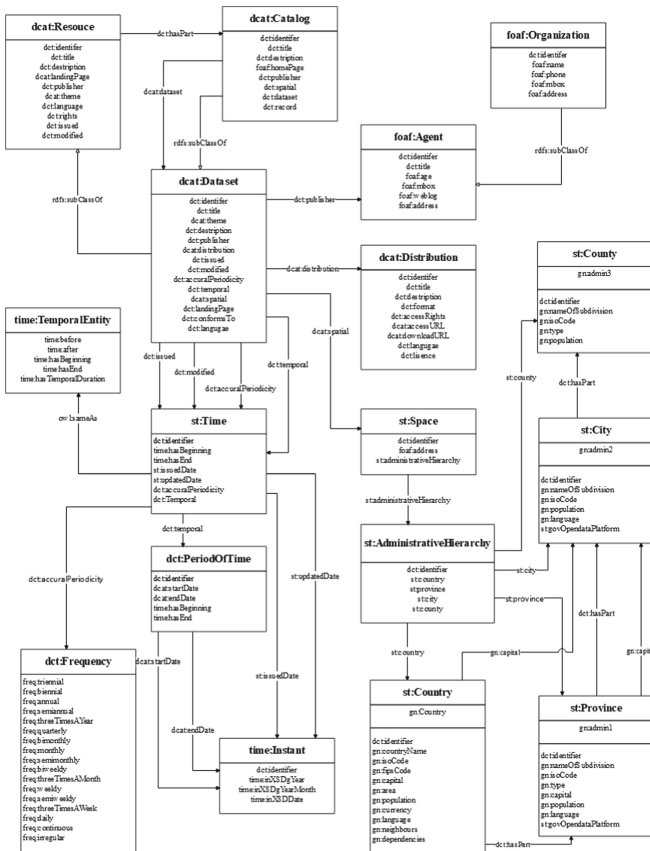 dcat:Resouce
dct:identifer
dct:title
dct:destription
dcat:landingPage
dct:publisher
dcat:theme
dct:language
dct:rights
dct:issued
dct:modified
dct:hasPart
dcat:Catalog
dct:identifer
dct:title
dct:destription
foaf:homePage
dct:publisher
dct:spatial
dct:dataset
dct:record
foaf:Organization
dct:identifer
foaf:name
foaf:phone
foaf:mbox
foaf:address
dcat:dataset
rdfs:subClassOf
rdfs:subClassOf
rdfs:subClassOf
foaf:Agent
dct:identifer
dct:title
foaf:age
foaf:mbox
foaf:weblog
foaf:address
dcat:Dataset
dct:identifer
dct:title
dcat:theme
dct:destription
dct:publisher
dcat:distribution
dct:issued
dct:modified
dct:accuralPeriodicity
dct:temporal
dcat:spatial
dct:landingPage
dct:conformsTo
dct:langugae
dct:publisher
dcat:distribution
dcat:Distribution
dct:identifer
dct:title
dct:destription
dct:format
dct:accessRights
dcat:accessURL
dcat:downloadURL
dct:langugae
dct:lisence
dcat:spatial
st:County
gn:admin3
dct:identifier
gn:nameOfSubdivision
gn:isoCode
gn:type
gn:population
time:TemporalEntity
time:before
time:after
time:hasBeginning
time:hasEnd
time:hasTemporalDuration
dct:issued
dct:modified
dct:accuralPeriodicity
dct:temporal
st:county
dct:hasPart
owl:sameAs
st:Time
dct:identifier
time:hasBeginning
time:hasEnd
st:issuedDate
st:updatedDate
dct:accuralPeriodicity
dct:Temporal
st:Space
dct:identifier
foaf:address
st:administrativeHierarchy
st:City
gn:admin2
dct:identifier
gn:nameOfSubdivision
gn:isoCode
gn:population
gn:language
st:govOpendataPlatform
st:administrativeHierarchy
dct:temporal
dct:PeriodOfTime
dct:identifier
dcat:startDate
dcat:endDate
time:hasBeginning
time:hasEnd
st:AdministrativeHierarchy
dct:identifier
st:country
st:province
st:city
st:county
st:city
st:province
dct:accuralPeriodicity
st:updatedDate
dct:hasPart
dct:Frequency
freq:triennial
freq:biennial
freq:annual
freq:semiannual
freq:threeTimesAYear
freq:quarterly
freq:bimonthly
freq:monthly
freq:semimonthly
freq:biweekly
freq:threeTimesAMonth
freq:weekly
freq:semiweekly
freq:threeTimesAWeek
freq:daily
freq:continuous
freq:irregular
dcat:startDate
st:issuedDate
dcat:endDate
st:country
gn:capital
gn:capi
time:Instant
dct:identifier
time:inXSDgYear
time:inXSDgYearMonth
time:inXSDDate
st:Country
gn:Country
dct:identifier
gn:countryName
gn:isoCode
gn:fipsCode
gn:capital
gn:area
gn:population
gn:currency
gn:language
gn:neighbours
gn:dependencies
st:Province
gn:admin1
dct:identifier
gn:nameOfSubdivision
gn:isoCode
gn:type
gn:capital
gn:population
gn:language
st:govOpendataPlatform
dct:hasPart